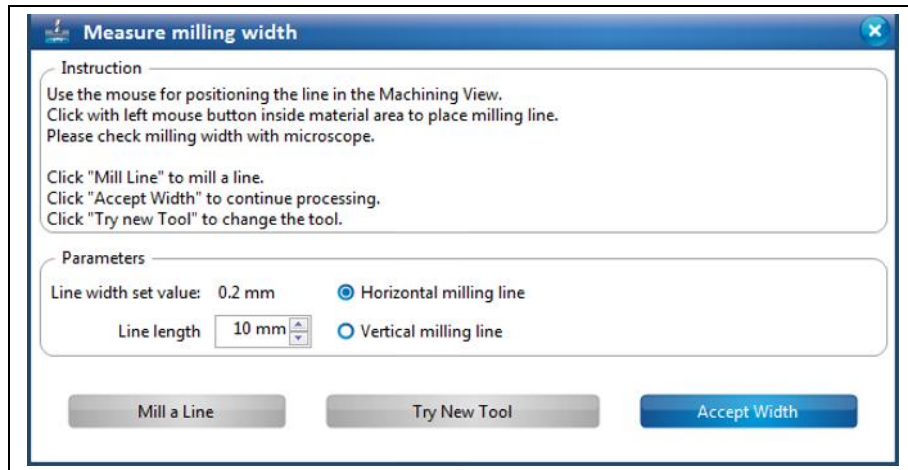 Measure milling width
Instruction
Use the mouse for positioning the line in the Machining View.
Click with left mouse button inside material area to place milling line.
Please check milling width with microscope.
Click "Mill Line" to mill a line.
Click "Accept Width" to continue processing.
Click "Try new Tool" to change the tool.
Parameters
Line width set value: 0.2 mm Horizontal milling line
Line length 10 mm Vertical milling line
Mill a Line Try New Tool Accept Width